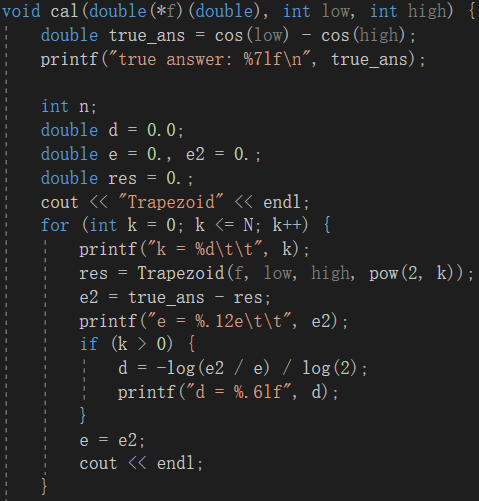 void cal(double(*f)(double), int low, int high) {
    double true_ans = cos(low) - cos(high);
    printf("true answer: %7lf\n", true_ans);

    int n;
    double d = 0.0;
    double e = 0., e2 = 0.;
    double res = 0.;
    cout << "Trapezoid" << endl;
    for (int k = 0; k <= N; k++) {
        printf("k = %d\t\t", k);
        res = Trapezoid(f, low, high, pow(2, k));
        e2 = true_ans - res;
        printf("e = %.12e\t\t", e2);
        if (k > 0) {
            d = -log(e2 / e) / log(2);
            printf("d = %.6lf", d);
        }
        e = e2;
        cout << endl;
    }